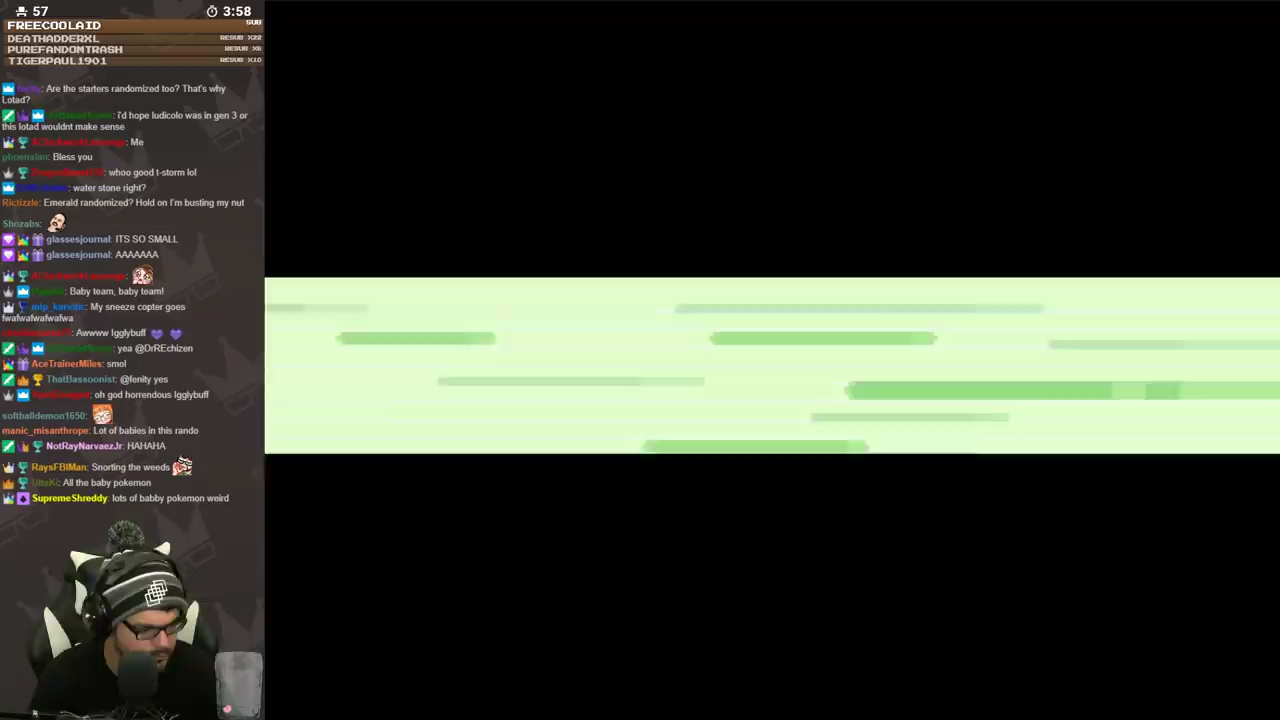 57
3:58
FREECOOLAID SUB
DEATHADDERXL RESUB X22
PUREFANDOMTRASH RESUB X6
TIGERPAUL1901 RESUB X10
: Are the starters randomized too? That's why
Lotad?
: i'd hope ludicolo was in gen 3 or
this lotad wouldnt make sense
: Me
phoenxian: Bless you
: whoo good t-storm lol
: water stone right?
Rictizzle: Emerald randomized? Hold on I'm busting my nut
Shozabs:
glassesjournal: ITS SO SMALL
glassesjournal: AAAAAAA
: Baby team, baby team!
mlp_kanotic: My sneeze copter goes
fwafwafwafwafwa
: Awwww Igglybuff
: yea @DrREchizen
AceTrainerMiles: smol
ThatBassoonist: @fenity yes
: oh god horrendous Igglybuff
softballdemon1650:
manic_misanthrope: Lot of babies in this rando
NotRayNarvaezJr: HAHAHA
RaysFBIMan: Snorting the weeds
: All the baby pokemon
SupremeShreddy: lots of babby pokemon weird